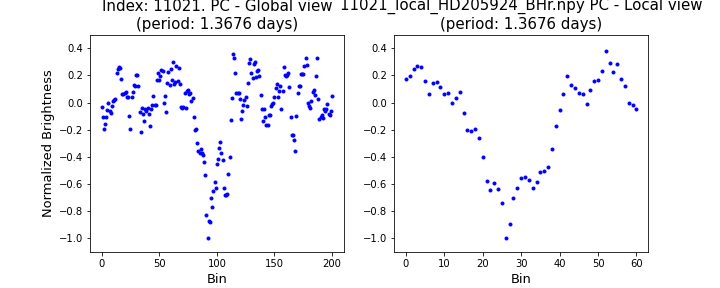 Index: 11021. PC - Global view
(period: 1.3676 days)
11021_local_HD205924_BHr.npy PC - Local view
(period: 1.3676 days)
Normalized Brightness
0.4
0.2
0.0
−0.2
−0.4
−0.6
−0.8
−1.0
0 50 100 150 200
Bin
0.4
0.2
0.0
−0.2
−0.4
−0.6
−0.8
−1.0
0 10 20 30 40 50 60
Bin